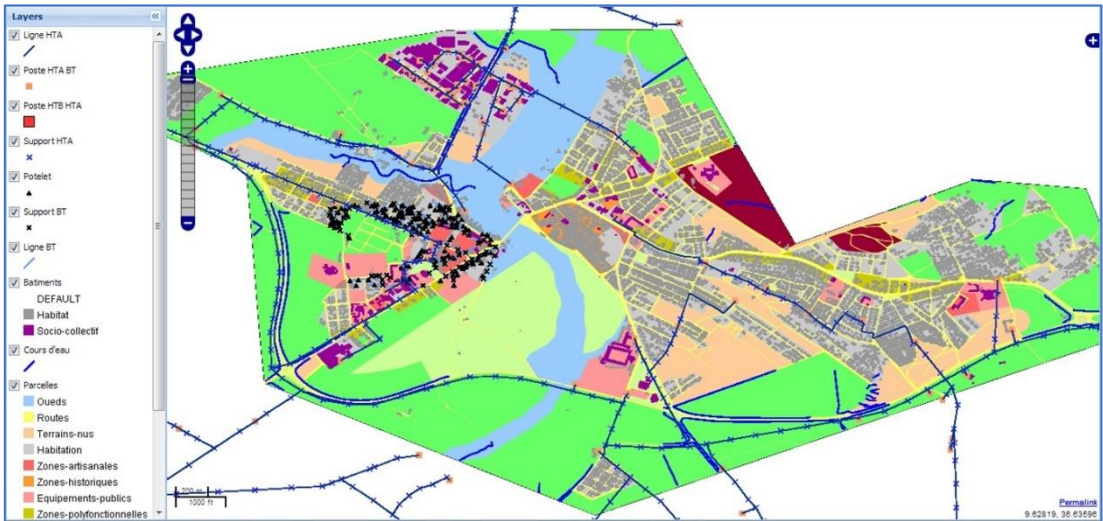 Layers
Ligne HTA
Poste HTA BT
Poste HTB HTA
Support HTA
Potelet
Support BT
Ligne BT
Batiments
DEFAULT
Habitat
Socio-collectif
Cours d'eau
Parcelles
Oueds
Routes
Terrains-nus
Habitation
Zones-artisanales
Zones-historiques
Equipements-publics
Zones-polyfonctionnelles
200 m
1000 ft
Permalink
9.62819, 36.63596